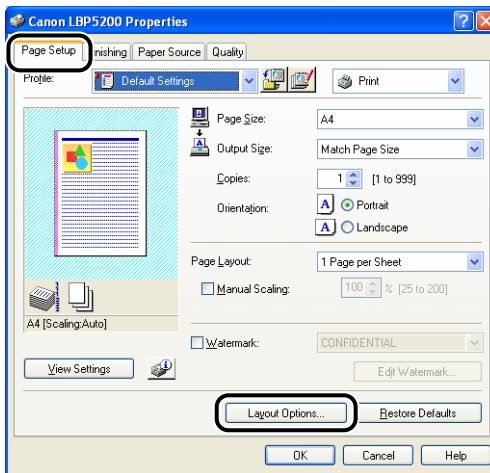 Canon LBP5200 Properties
Page Setup nishing Paper Source Quality
Profile: Default Settings Print
Page Size: A4
Output Size: Match Page Size
Copies: 1 [1 to 999]
Orientation: A Portrait
A Landscape
Page Layout: 1 Page per Sheet
Manual Scaling: 100 % [25 to 200]
A4 [Scaling:Auto]
Watermark: CONFIDENTIAL
View Settings Edit Watermark...
Layout Options... Restore Defaults
OK Cancel Help